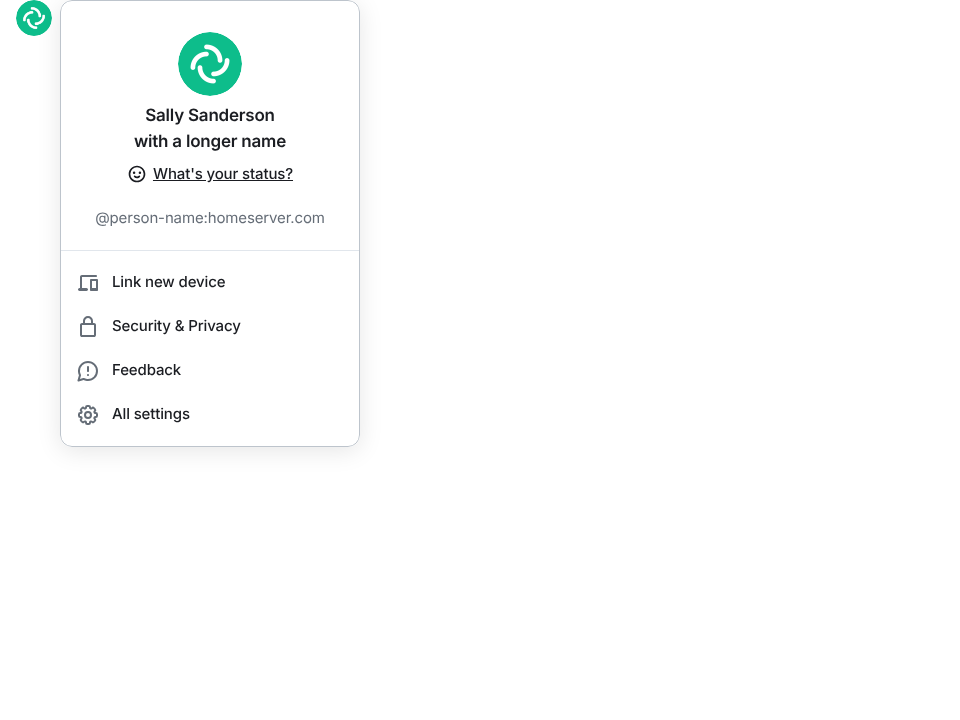 Sally Sanderson
with a longer name
What's your status?
@person-name:homeserver.com
Link new device
Security & Privacy
Feedback
All settings